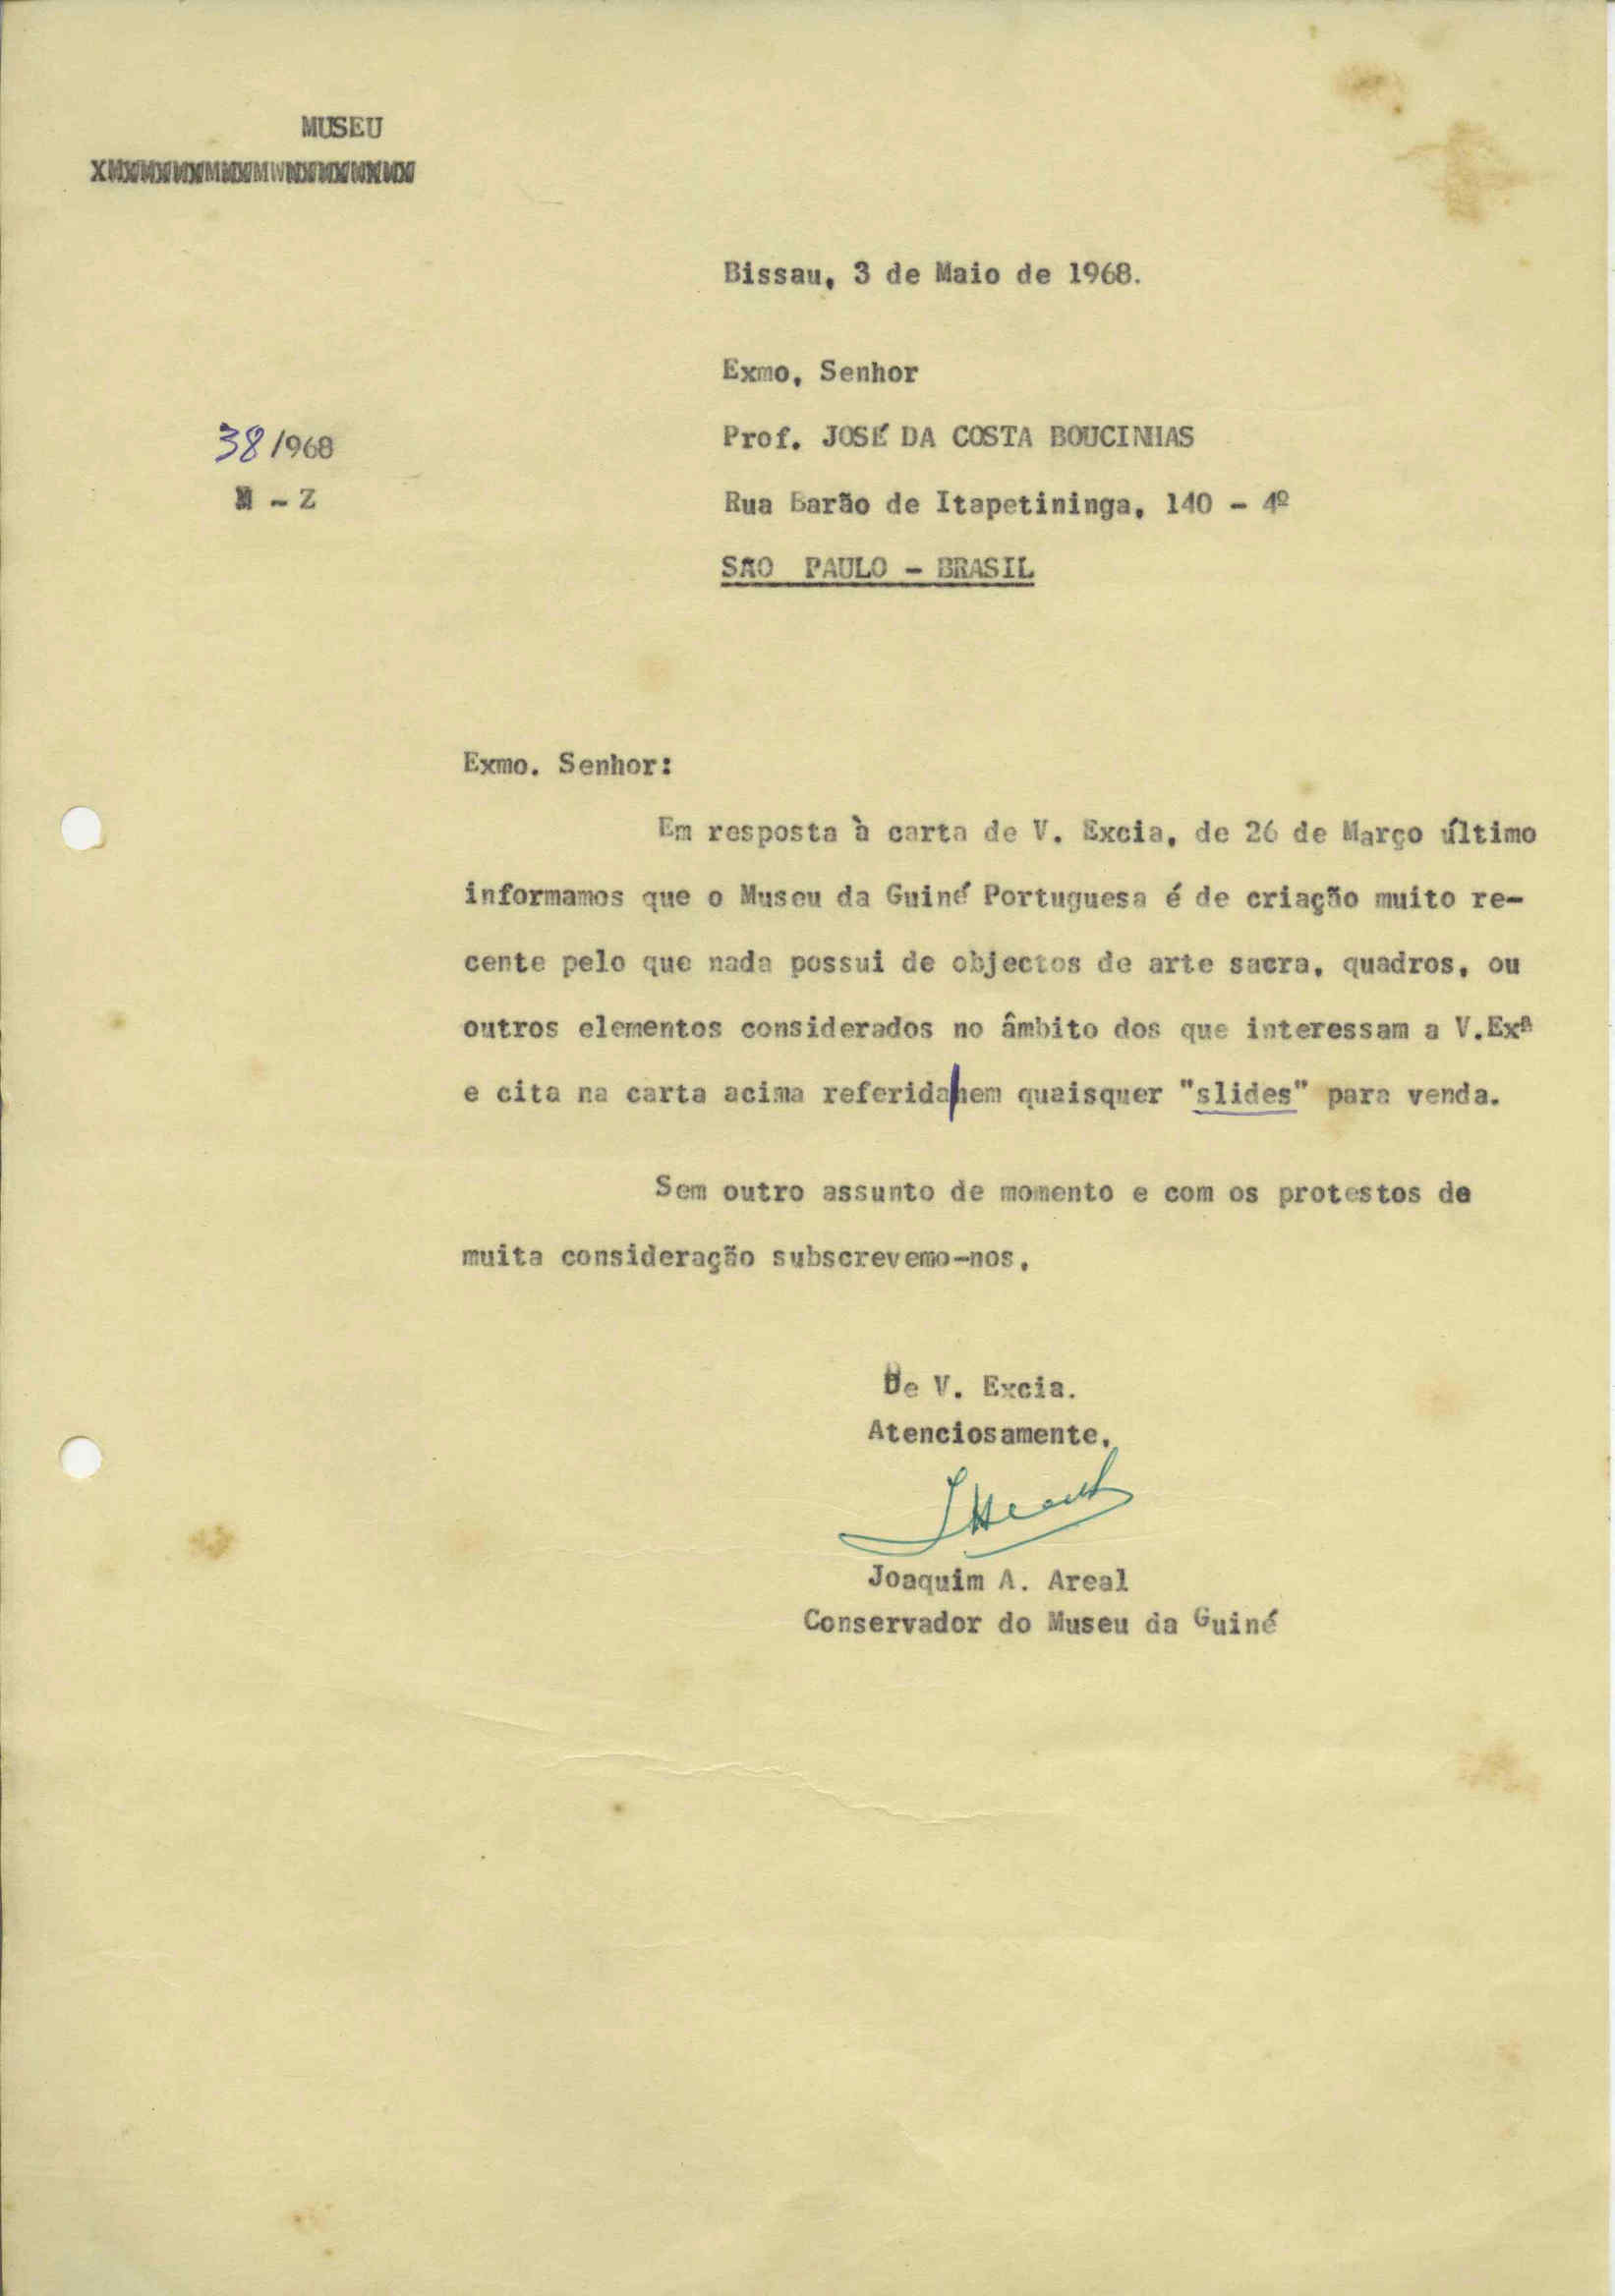 MUSEU
Bissau, 3 de Maio de 1968.
Exmo, Senhor
38/968
Prof. JOSÉ DA COSTA BOUCINHAS
M - Z
Rua Barão de Itapetininga, 140 - 4º
SÃO PAULO - BRASIL
Exmo. Senhor:
Em resposta à carta de V. Excia, de 26 de Março último
informamos que o Museu da Guiné Portuguesa é de criação muito re-
cente pelo que nada possui de objectos de arte sacra, quadros, ou
outros elementos considerados no âmbito dos que interessam a V.Exª
e cita na carta acima referida nem quaisquer "slides" para venda.
Sem outro assunto de momento e com os protestos de
muita consideração subscrevemo-nos,
De V. Excia.
Atenciosamente,
Joaquim A. Areal
Conservador do Museu da Guiné